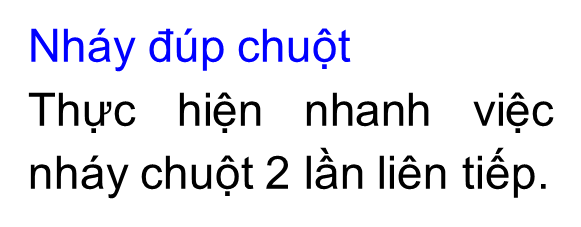 Nháy đúp chuột
Thực hiện nhanh việc
nháy chuột 2 lần liên tiếp.